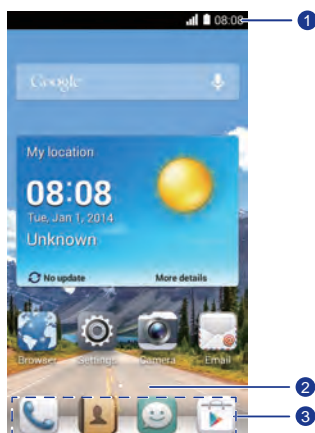 08:08
1
Google
My location
08:08
Tue, Jan 1, 2014
Unknown
No update More details
Browser Settings Camera Email
2
3